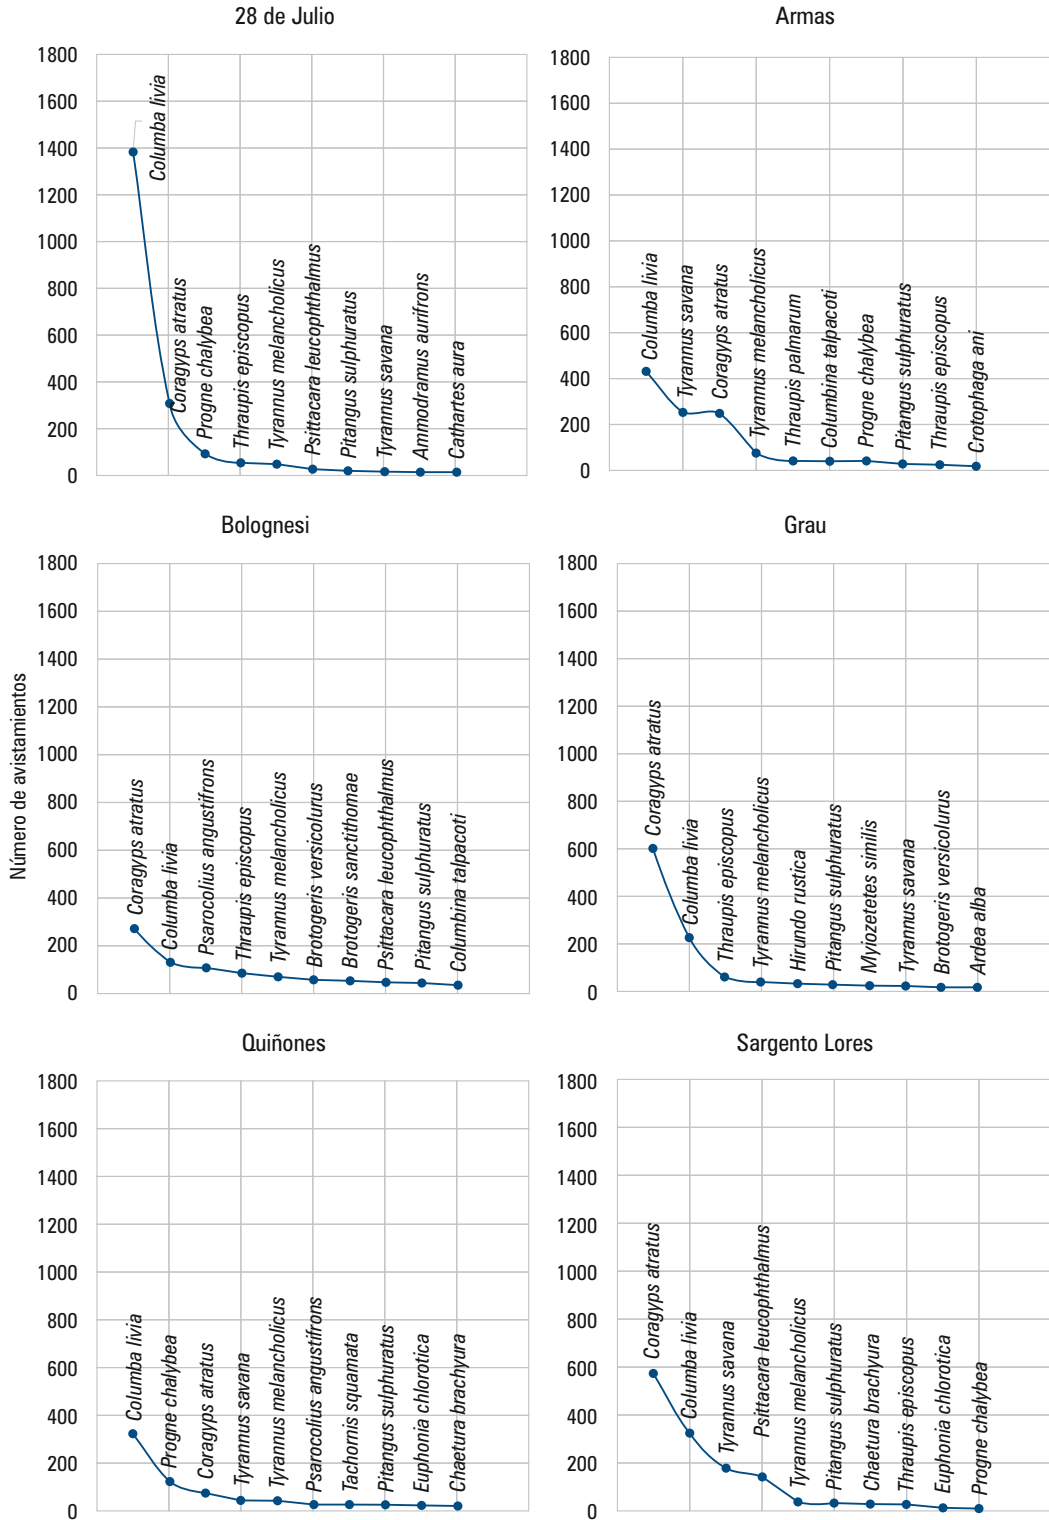 28 de Julio
1800
1600
1400
1200
1000
800
600
400
200
0
Columba livia
Coragyps atratus
Progne chalybea
Thraupis episcopus
Tyrannus melancholicus
Psittacara leucophthalmus
Pitangus sulphuratus
Tyrannus savana
Ammodramus aurifrons
Cathartes aura
Armas
1800
1600
1400
1200
1000
800
600
400
200
0
Columba livia
Tyrannus savana
Coragyps atratus
Tyrannus melancholicus
Thraupis palmarum
Columbina talpacoti
Progne chalybea
Pitangus sulphuratus
Thraupis episcopus
Crotophaga ani
Número de avistamientos
Bolognesi
1800
1600
1400
1200
1000
800
600
400
200
0
Coragyps atratus
Columba livia
Psarocolius angustifrons
Thraupis episcopus
Tyrannus melancholicus
Brotogeris versicolurus
Brotogeris sanctithomae
Psittacara leucophthalmus
Pitangus sulphuratus
Columbina talpacoti
Grau
1800
1600
1400
1200
1000
800
600
400
200
0
Coragyps atratus
Columba livia
Thraupis episcopus
Tyrannus melancholicus
Hirundo rustica
Pitangus sulphuratus
Myiozetetes similis
Tyrannus savana
Brotogeris versicolurus
Ardea alba
Quiñones
1800
1600
1400
1200
1000
800
600
400
200
0
Columba livia
Progne chalybea
Coragyps atratus
Tyrannus savana
Tyrannus melancholicus
Psarocolius angustifrons
Tachornis squamata
Pitangus sulphuratus
Euphonia chlorotica
Chaetura brachyura
Sargento Lores
1800
1600
1400
1200
1000
800
600
400
200
0
Coragyps atratus
Columba livia
Tyrannus savana
Psittacara leucophthalmus
Tyrannus melancholicus
Pitangus sulphuratus
Chaetura brachyura
Thraupis episcopus
Euphonia chlorotica
Progne chalybea